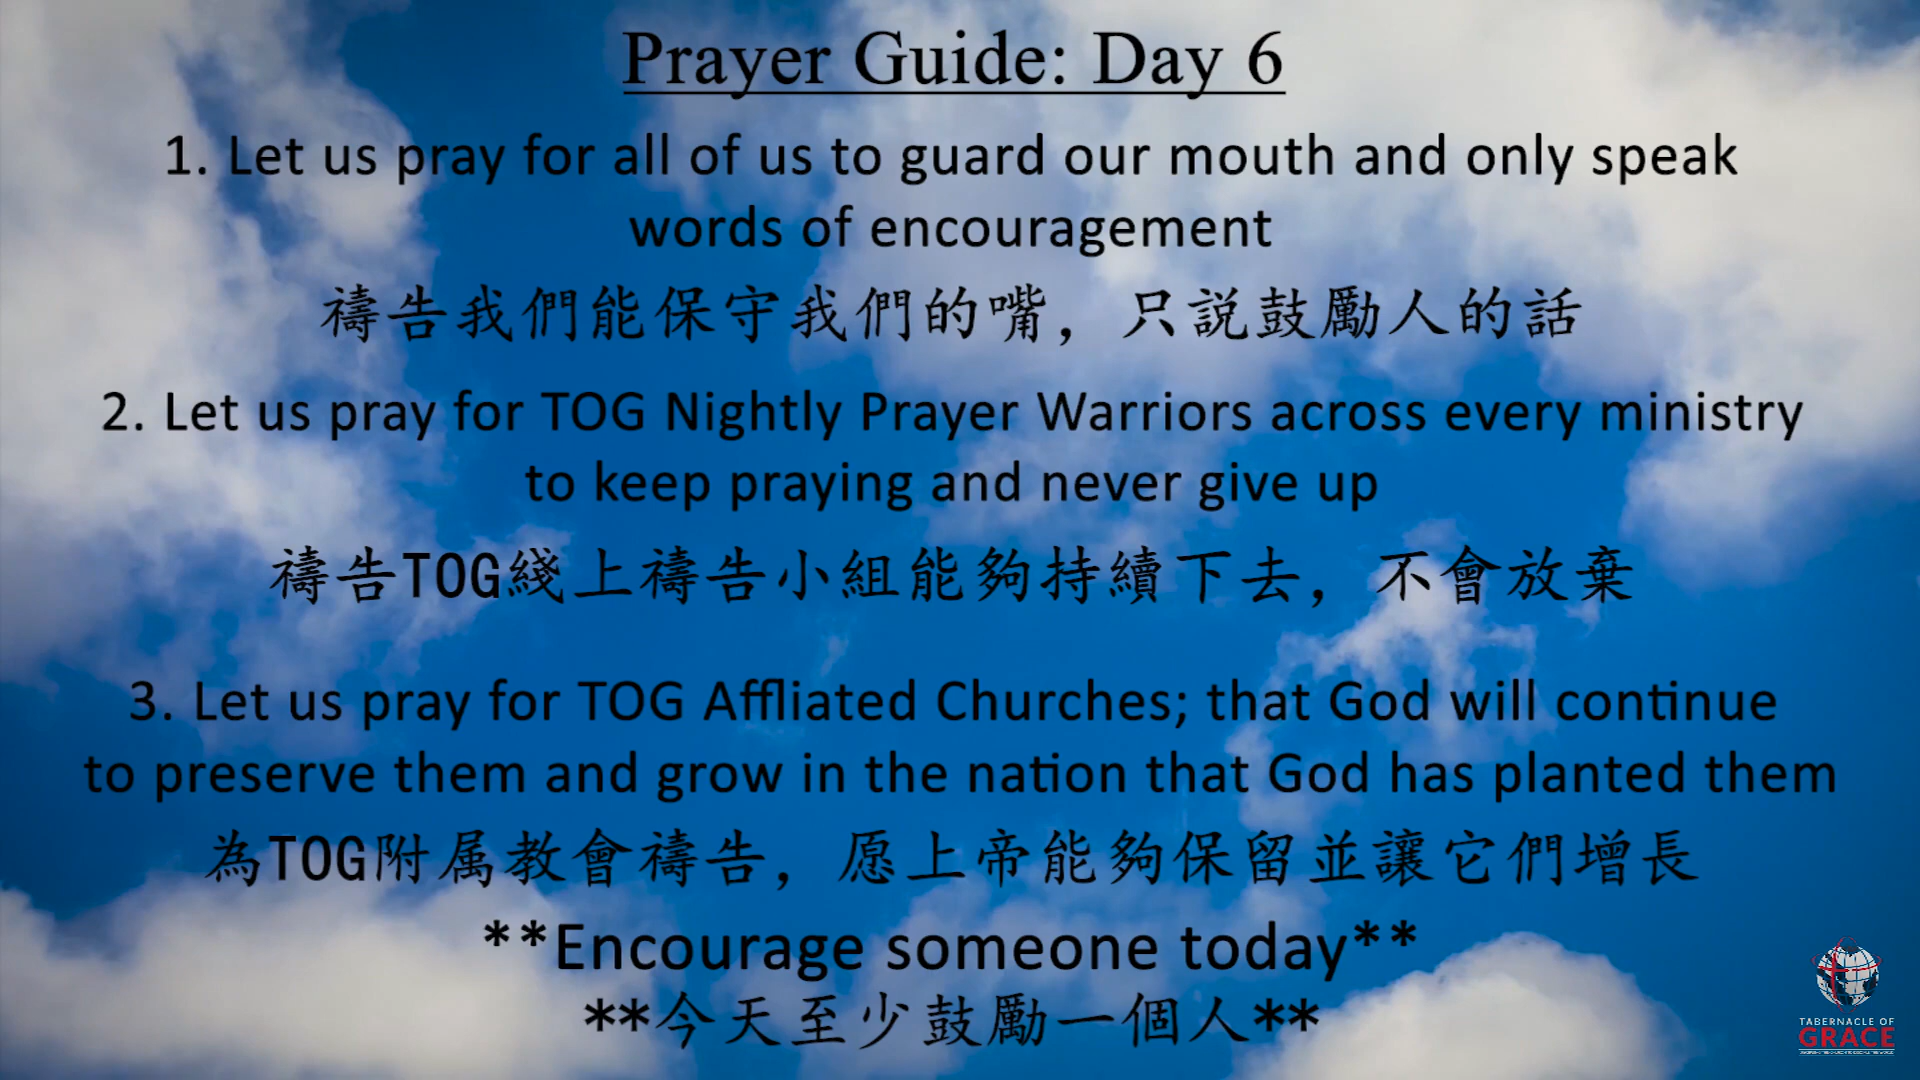 Prayer Guide: Day 6
1. Let us pray for all of us to guard our mouth and only speak
words of encouragement
禱告我們能保守我們的嘴，只説鼓勵人的話
2. Let us pray for TOG Nightly Prayer Warriors across every ministry
to keep praying and never give up
禱告TOG綫上禱告小組能夠持續下去，不會放棄
3. Let us pray for TOG Affliated Churches; that God will continue
to preserve them and grow in the nation that God has planted them
為TOG附属教會禱告，愿上帝能夠保留並讓它們增長
**Encourage someone today**
**今天至少鼓勵一個人**
TABERNACLE OF
GRACE